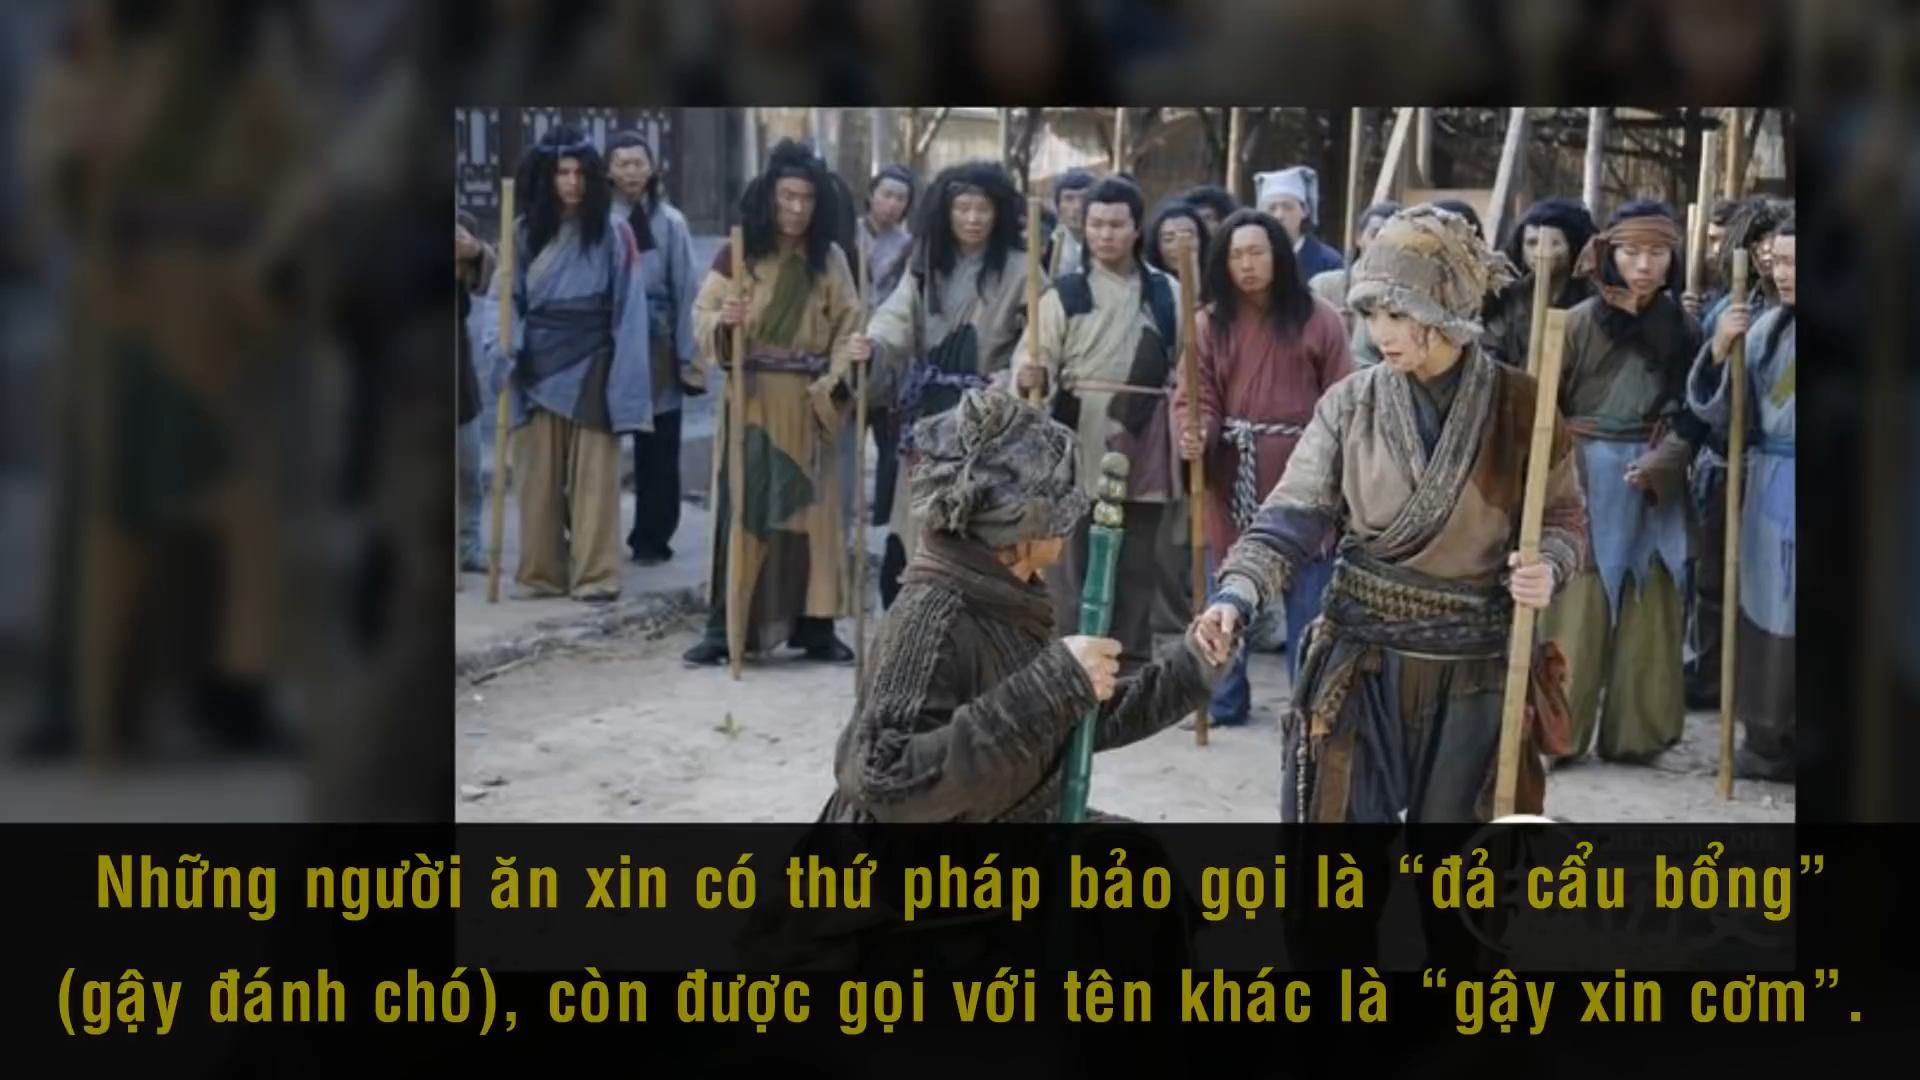 Những người ăn xin có thứ pháp bảo gọi là “đả cẩu bổng”
(gậy đánh chó), còn được gọi với tên khác là “gậy xin cơm”.